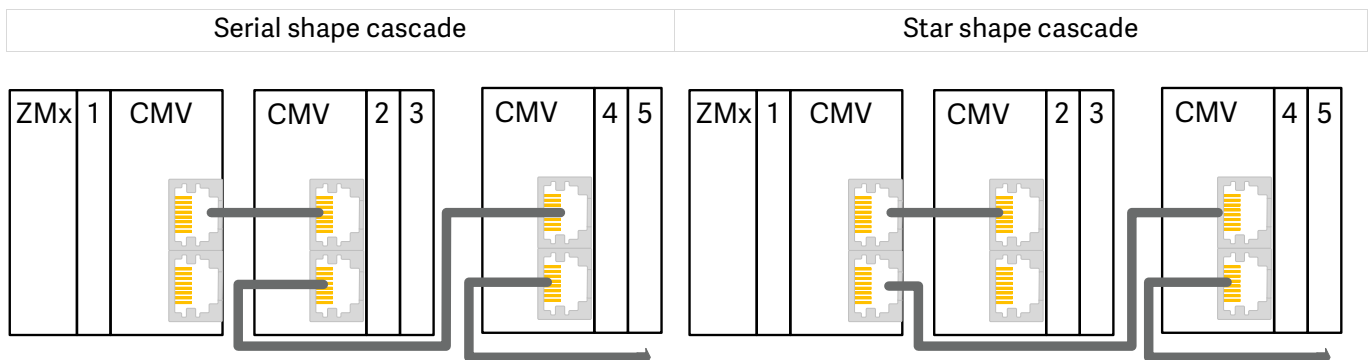 Serial shape cascade
Star shape cascade
ZMx 1 CMV
CMV 2 3
CMV 4 5
ZMx 1 CMV
CMV 2 3
CMV 4 5